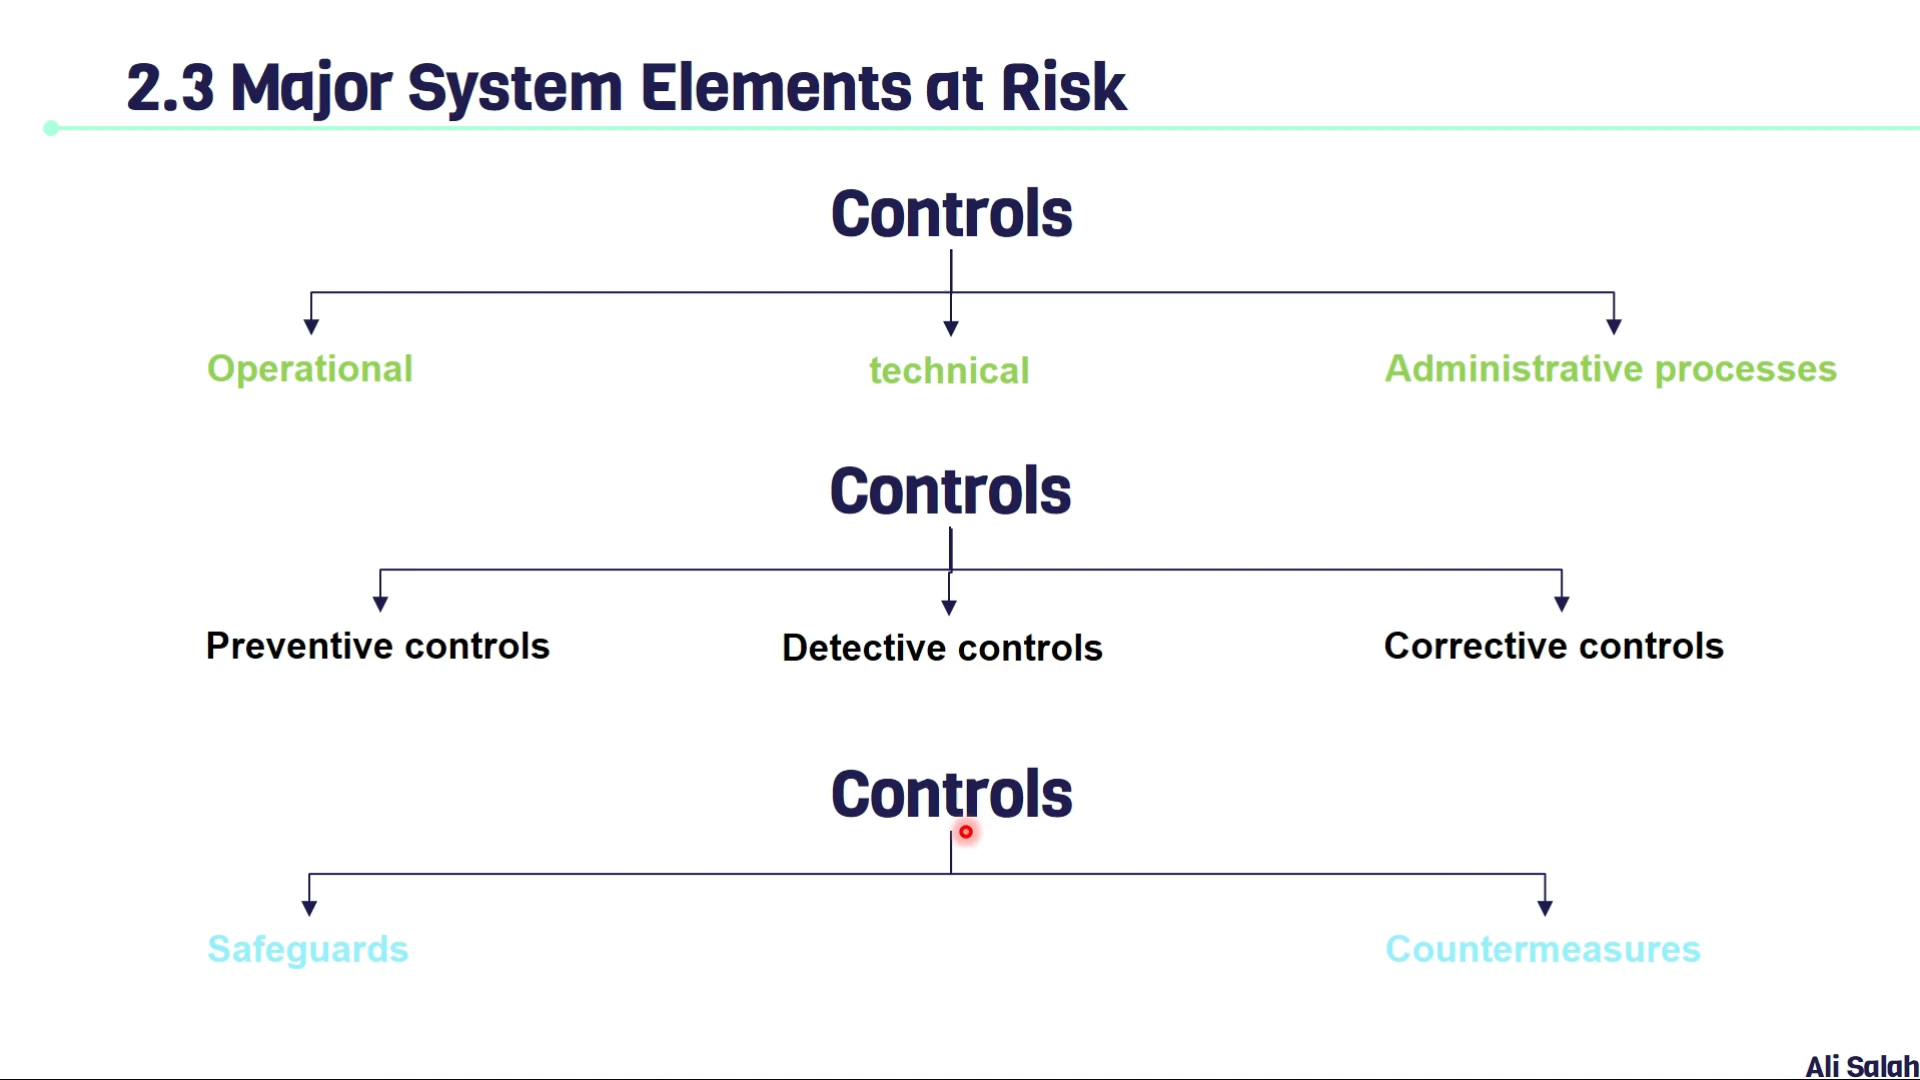 2.3 Major System Elements at Risk
Controls
Operational
technical
Administrative processes
Controls
Preventive controls
Detective controls
Corrective controls
Controls
Safeguards
Countermeasures
Ali Salah